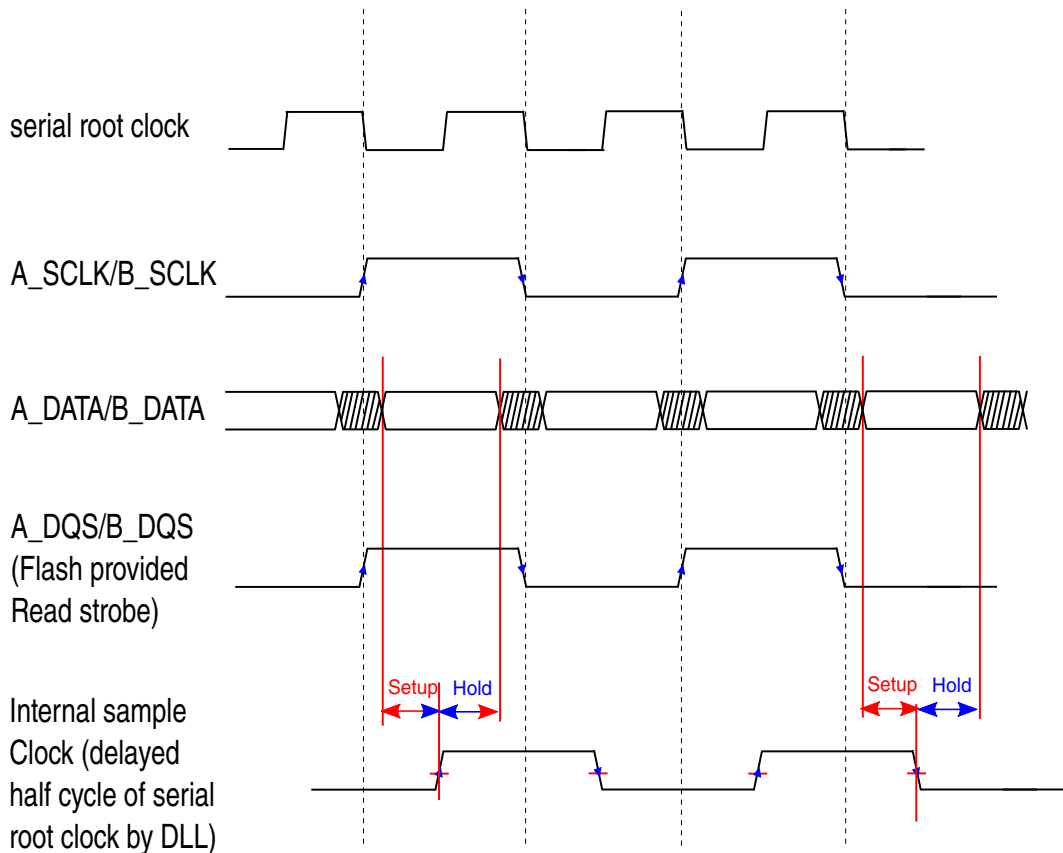 serial root clock
A_SCLK/B_SCLK
A_DATA/B_DATA
A_DQS/B_DQS
(Flash provided
Read strobe)
Setup Hold
Setup Hold
Internal sample
Clock (delayed
half cycle of serial
root clock by DLL)